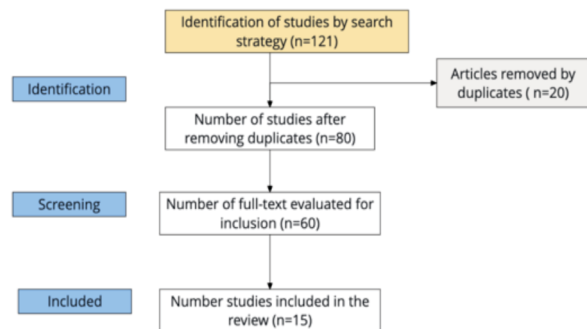 Identification of studies by search
strategy (n=121)
Identification
Articles removed by
duplicates ( n=20)
Number of studies after
removing duplicates (n=80)
Screening
Number of full-text evaluated for
inclusion (n=60)
Included
Number studies included in the
review (n=15)